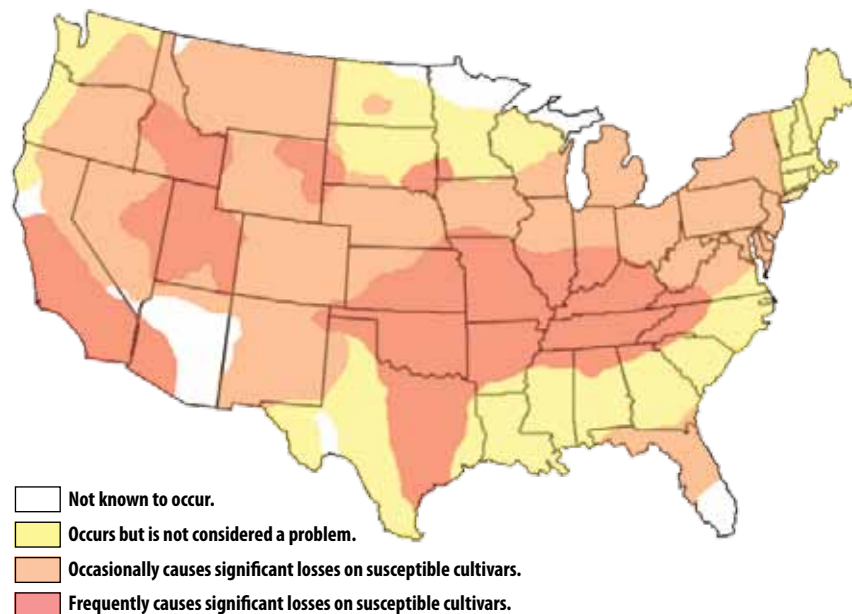 Not known to occur.
Occurs but is not considered a problem.
Occasionally causes significant losses on susceptible cultivars.
Frequently causes significant losses on susceptible cultivars.